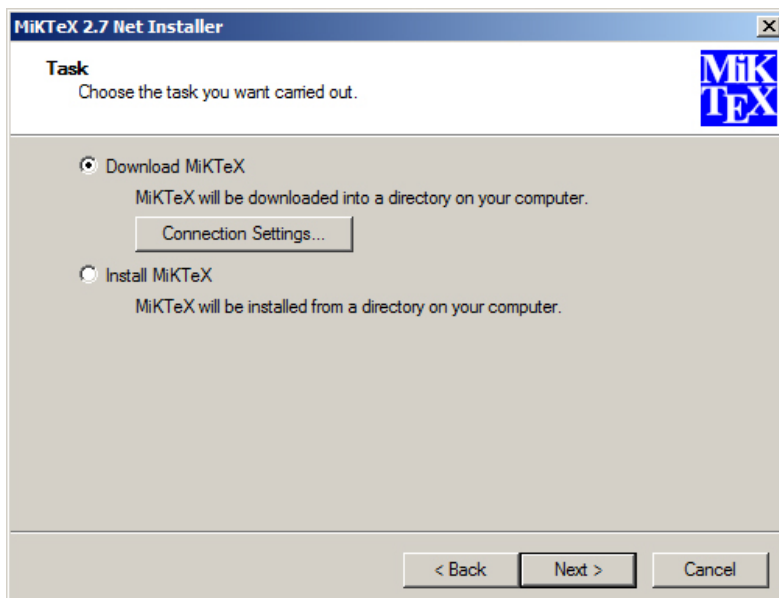 MiKTeX 2.7 Net Installer
Task
Choose the task you want carried out.
MiK
TEX
Download MiKTeX
MiKTeX will be downloaded into a directory on your computer.
Connection Settings...
Install MiKTeX
MiKTeX will be installed from a directory on your computer.
< Back
Next >
Cancel